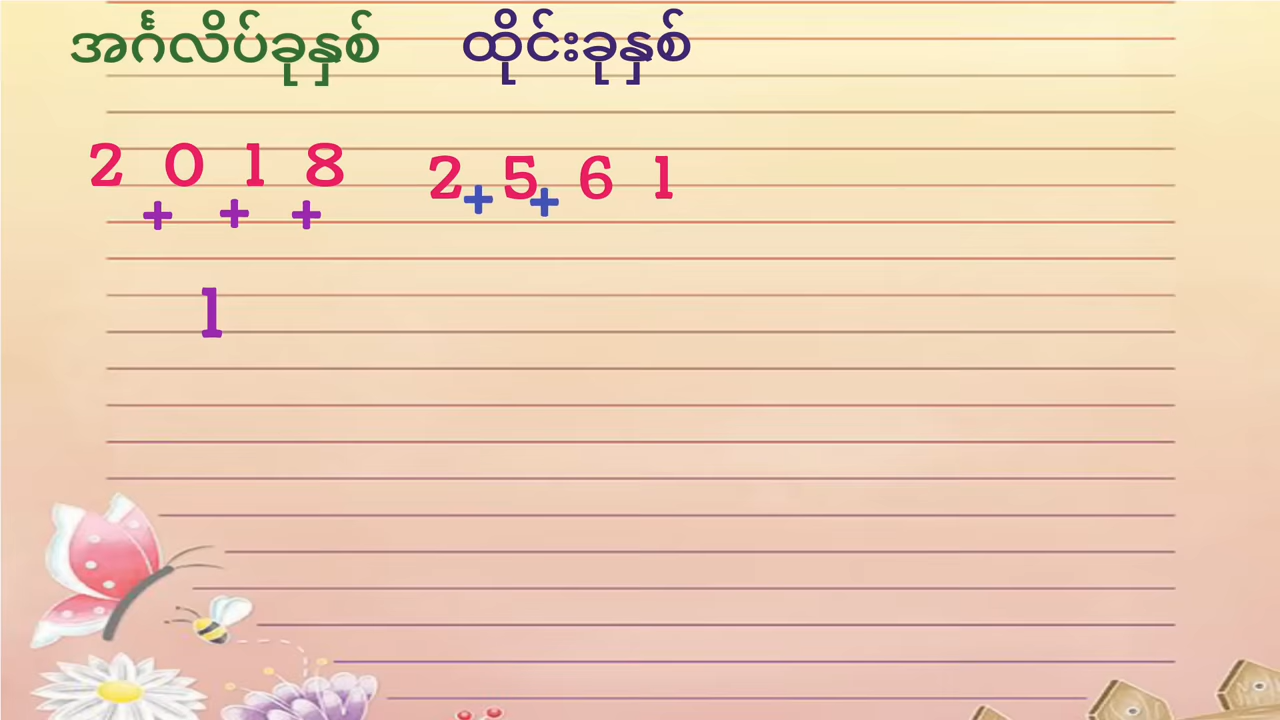 အင်္ဂလိပ်ခုနှစ် ထိုင်းခုနှစ်
2 0 1 8 2 5 6 1
+ + + + +
1